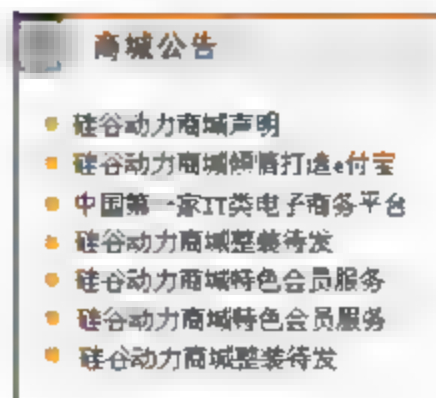 商城公告
硅谷动力商城声明
硅谷动力商城倾情打造e付宝
中国第一家IT类电子商务平台
硅谷动力商城整装待发
硅谷动力商城特色会员服务
硅谷动力商城特色会员服务
硅谷动力商城整装待发